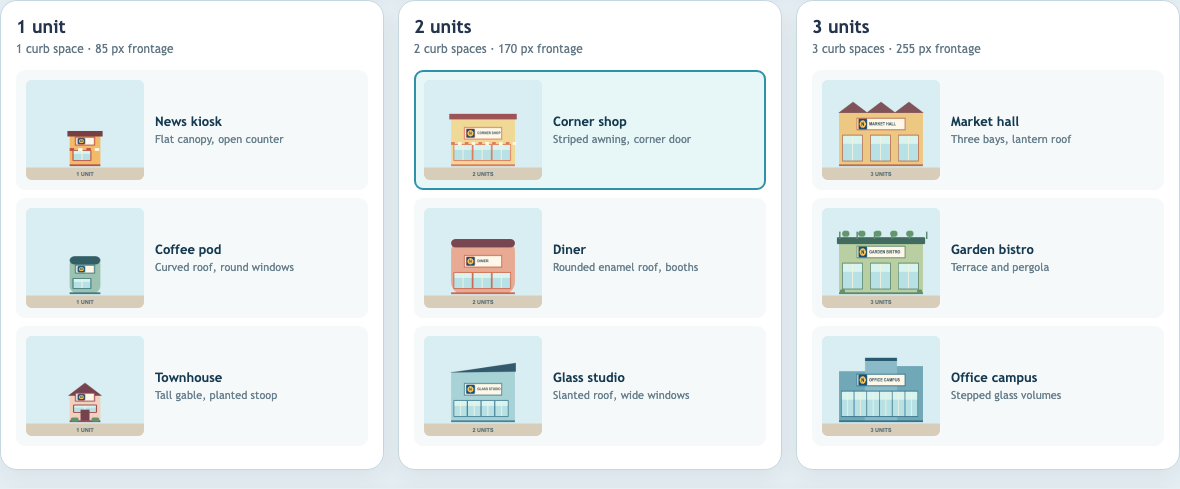 1 unit
1 curb space · 85 px frontage
News kiosk
Flat canopy, open counter
1 UNIT
Coffee pod
Curved roof, round windows
1 UNIT
Townhouse
Tall gable, planted stoop
1 UNIT
2 units
2 curb spaces · 170 px frontage
CORNER SHOP
Corner shop
Striped awning, corner door
2 UNITS
DINER
Diner
Rounded enamel roof, booths
2 UNITS
GLASS STUDIO
Glass studio
Slanted roof, wide windows
2 UNITS
3 units
3 curb spaces · 255 px frontage
MARKET HALL
Market hall
Three bays, lantern roof
3 UNITS
GARDEN BISTRO
Garden bistro
Terrace and pergola
3 UNITS
OFFICE CAMPUS
Office campus
Stepped glass volumes
3 UNITS